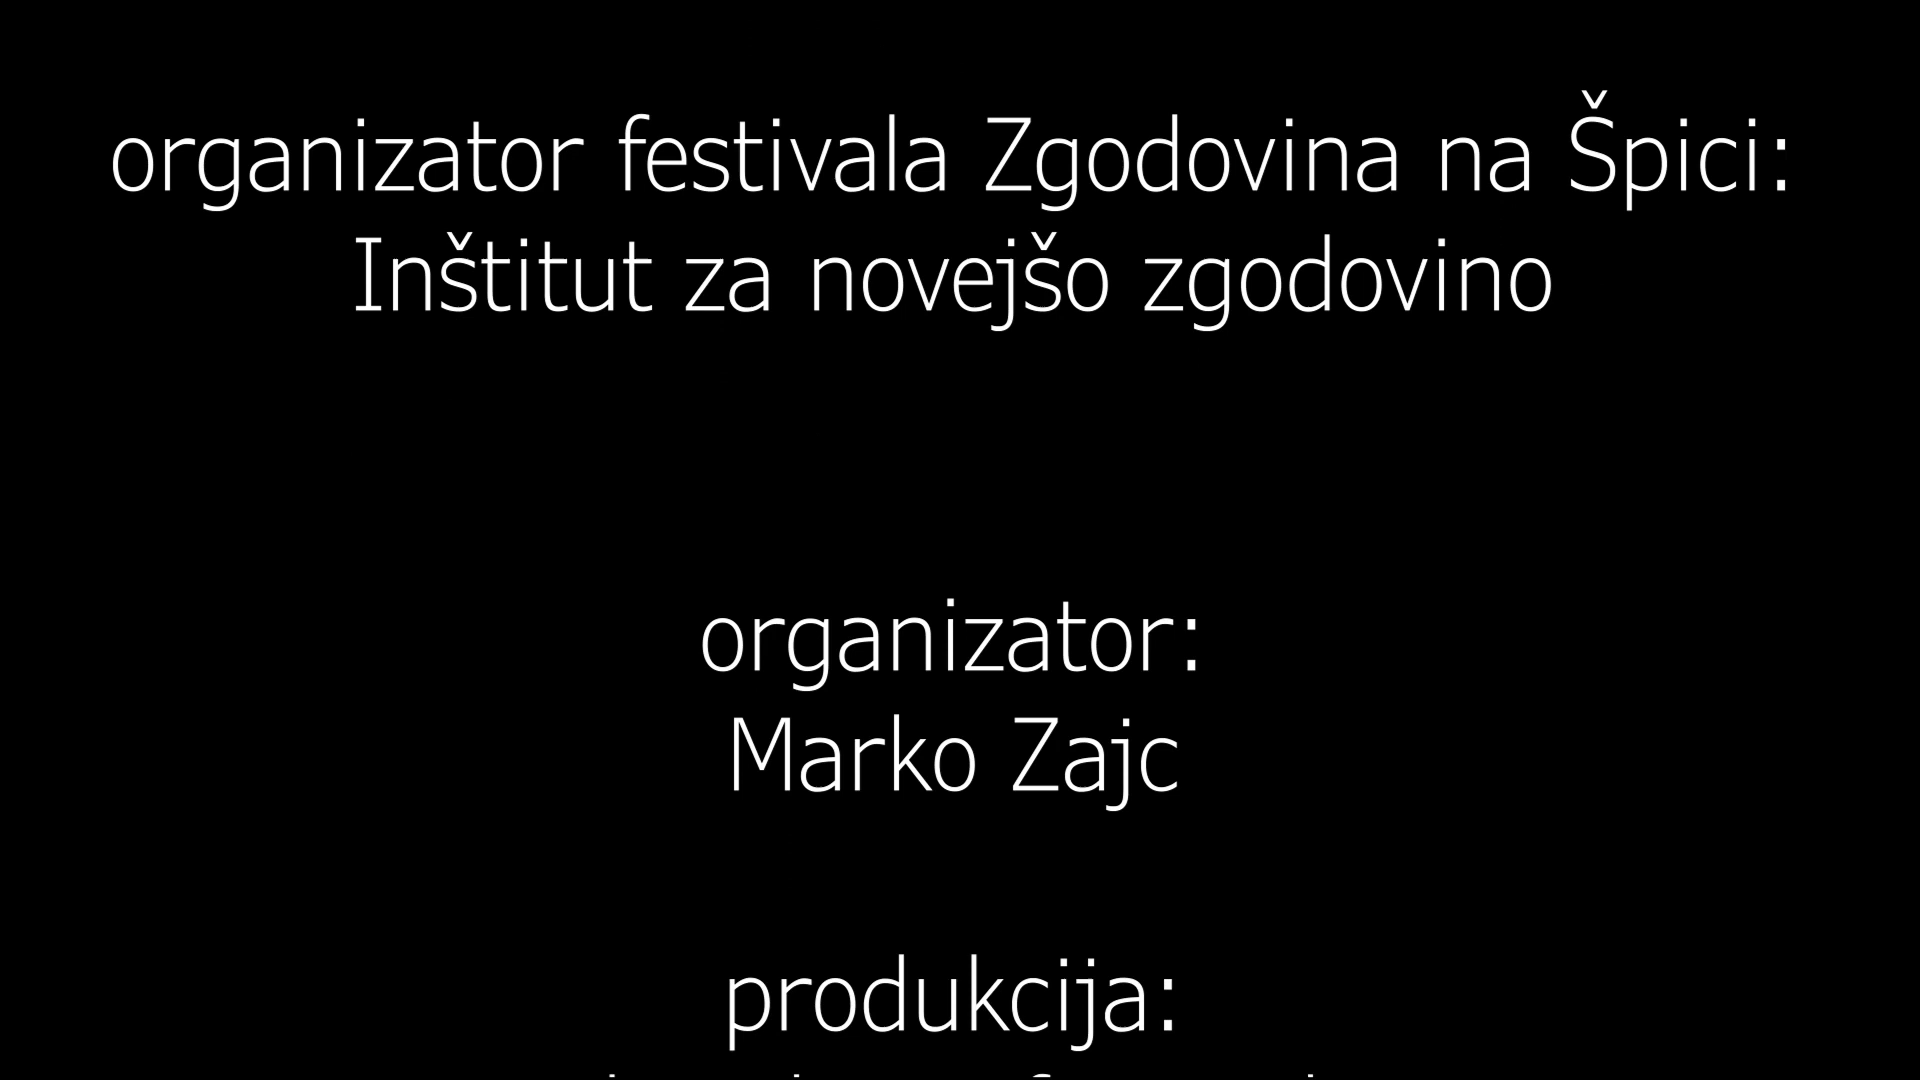 organizator festivala Zgodovina na Špici:
Inštitut za novejšo zgodovino
organizator:
Marko Zajc
produkcija: